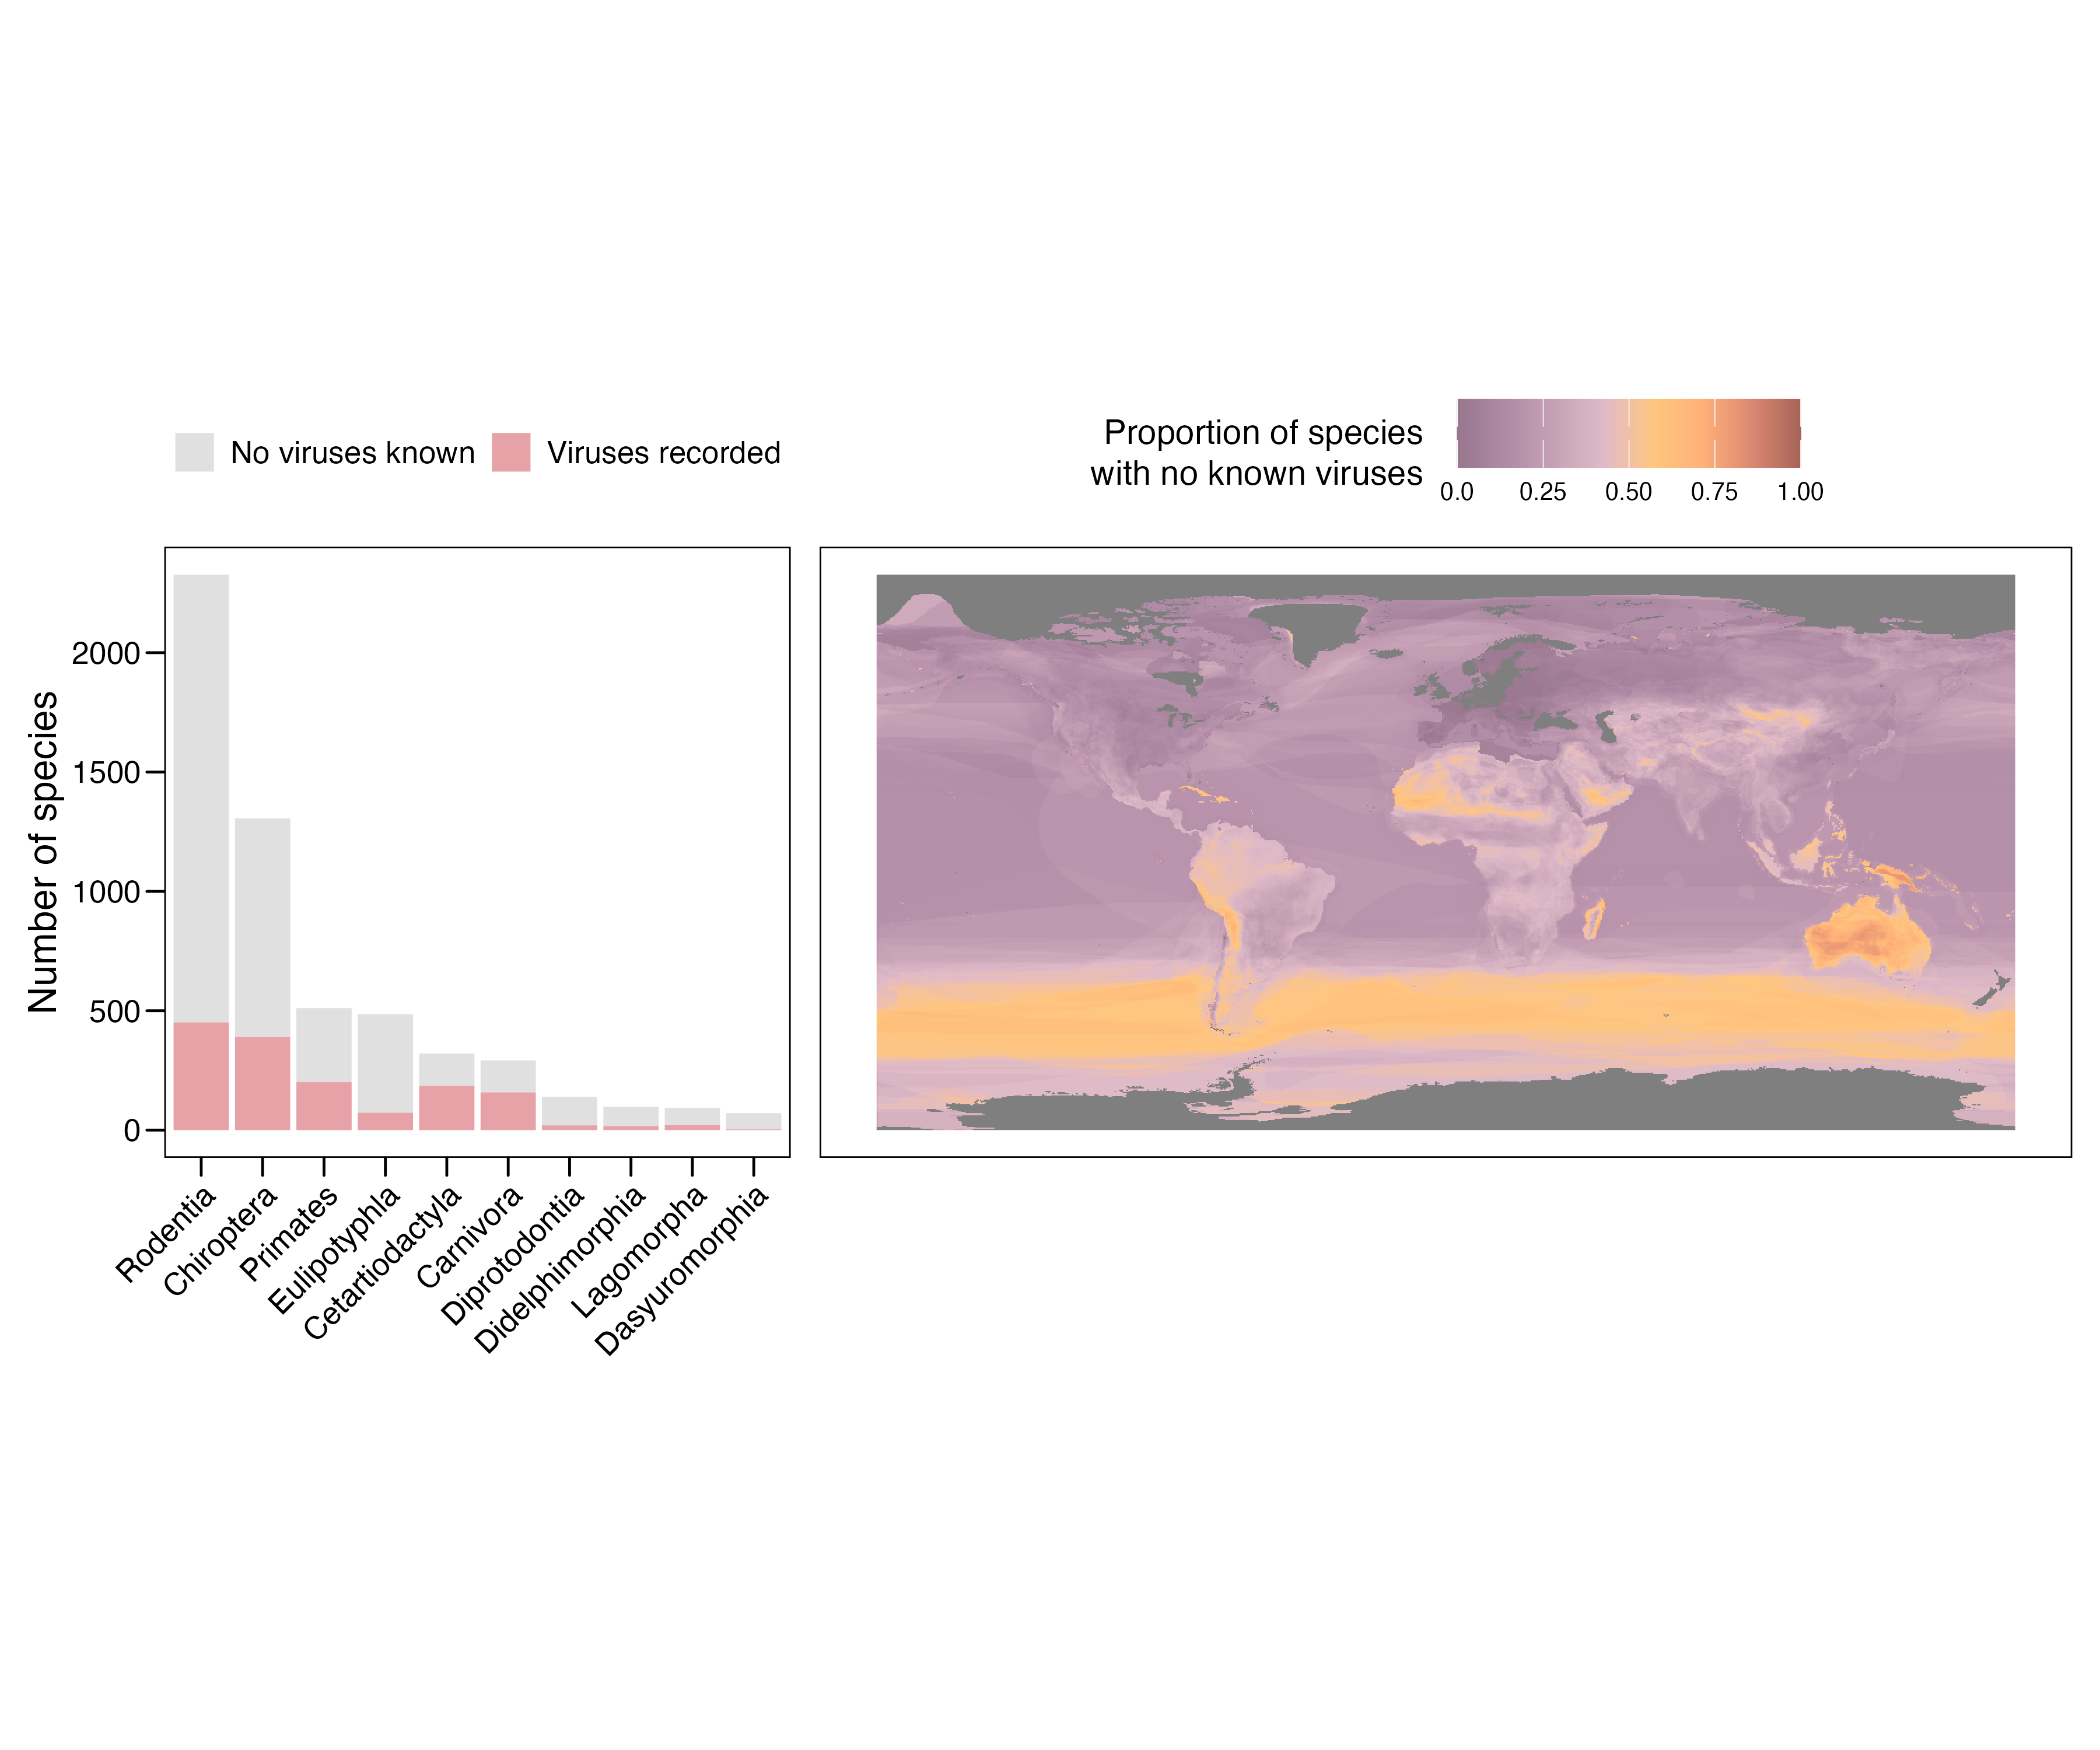 No viruses known
Viruses recorded
Proportion of species
with no known viruses
0.0 0.25 0.50 0.75 1.00
Number of species
2000
1500
1000
500
0
Rodentia
Chiroptera
Primates
Eulipotyphla
Cetartiodactyla
Carnivora
Diprotodontia
Didelphimorphia
Lagomorpha
Dasyuromorphia